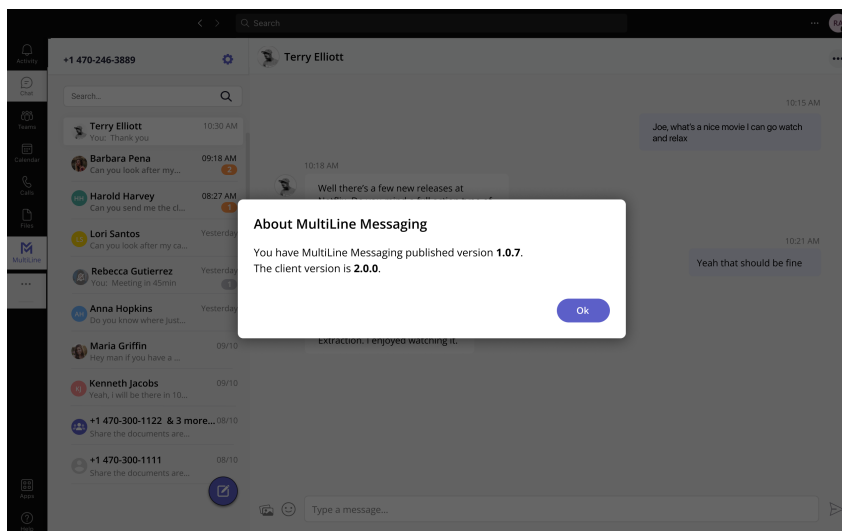 Search
RA
Activity
Chat
Teams
Calendar
Calls
Files
MultiLine
Apps
Help
+1 470-246-3889
Search...
Terry Elliott 10:30 AM
You: Thank you
Barbara Pena 09:18 AM
Can you look after my... 2
HH Harold Harvey 08:27 AM
Can you send me the cl... 1
LS Lori Santos Yesterday
Can you look after my ca...
Rebecca Gutierrez Yesterday
You: Meeting in 45min 1
AH Anna Hopkins Yesterday
Do you know where Just...
Maria Griffin 09/10
Hey man if you have a ...
KJ Kenneth Jacobs 09/10
Yeah, I will be there in 10...
+1 470-300-1122 & 3 more... 08/10
Share the documents are...
+1 470-300-1111 08/10
Share the documents are...
Terry Elliott
10:15 AM
Joe, what's a nice movie I can go watch
and relax
10:18 AM
Well there's a few new releases at
About MultiLine Messaging
You have MultiLine Messaging published version 1.0.7.
The client version is 2.0.0.
Ok
10:21 AM
Yeah that should be fine
Extraction. I enjoyed watching it.
Type a message...